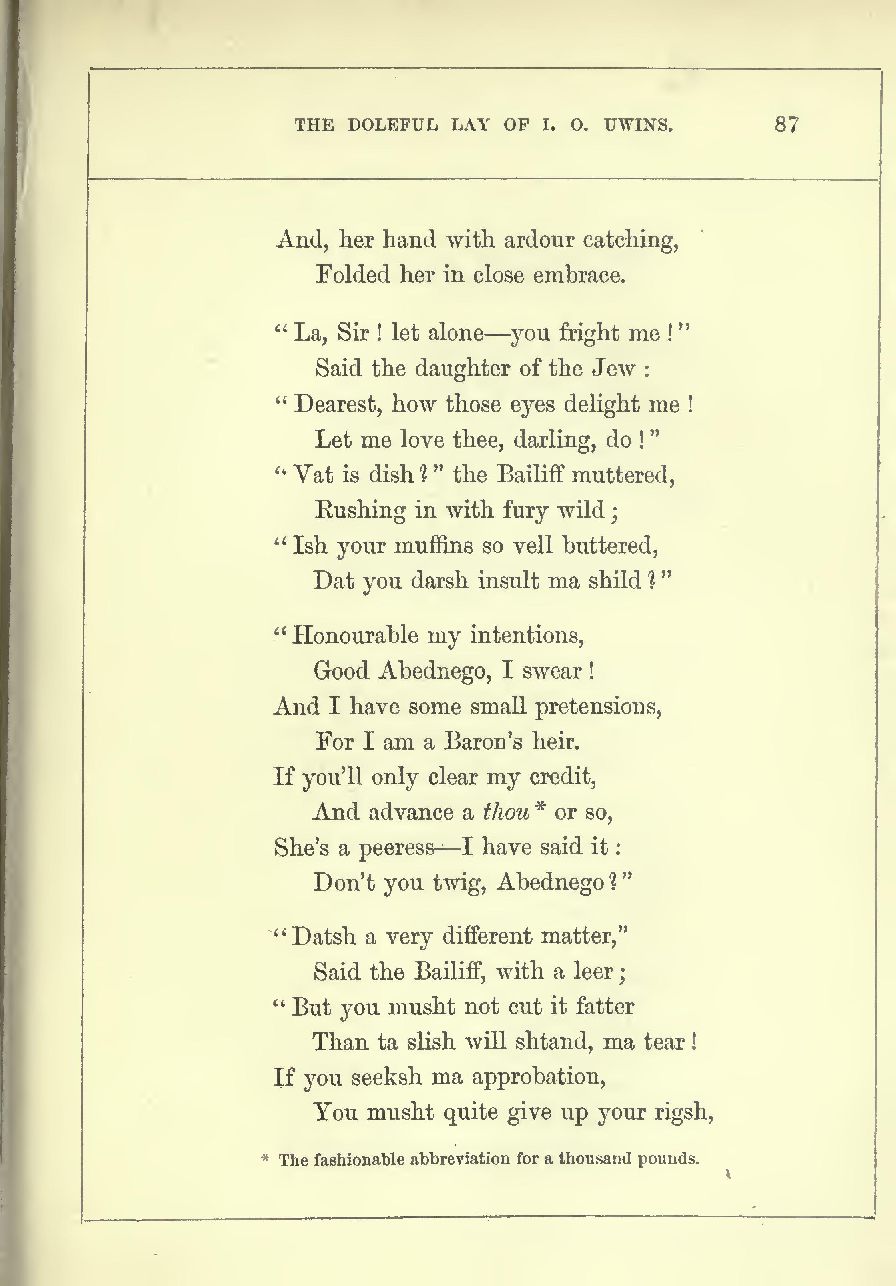 THE DOLEFUL LAY OF I. O. UWINS. 87
And, her hand with ardour catching,
Folded her in close embrace.
“La, Sir! let alone—you fright me!”
Said the daughter of the Jew:
“Dearest, how those eyes delight me!
Let me love thee, darling, do!”
“Vat is dish?” the Bailiff muttered,
Rushing in with fury wild;
“Ish your muffins so vell buttered,
Dat you darsh insult ma shild?”
“Honourable my intentions,
Good Abednego, I swear!
And I have some small pretensions,
For I am a Baron’s heir.
If you’ll only clear my credit,
And advance a thou* or so,
She’s a peeress—I have said it:
Don’t you twig, Abednego?”
“Datsh a very different matter,”
Said the Bailiff, with a leer;
“But you musht not cut it fatter
Than ta slish will shtand, ma tear!
If you seeksh ma approbation,
You musht quite give up your rigsh,
* The fashionable abbreviation for a thousand pounds.